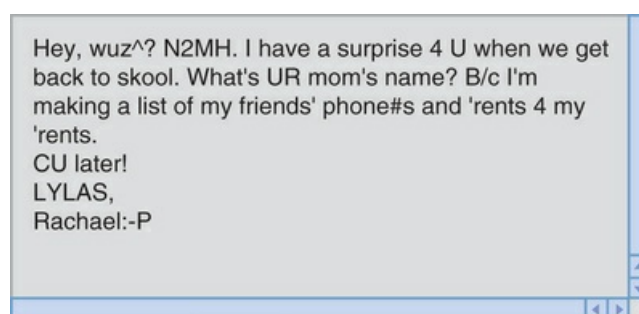 Hey, wuz^? N2MH. I have a surprise 4 U when we get
back to skool. What's UR mom's name? B/c I'm
making a list of my friends' phone#s and 'rents 4 my
'rents.
CU later!
LYLAS,
Rachael:-P